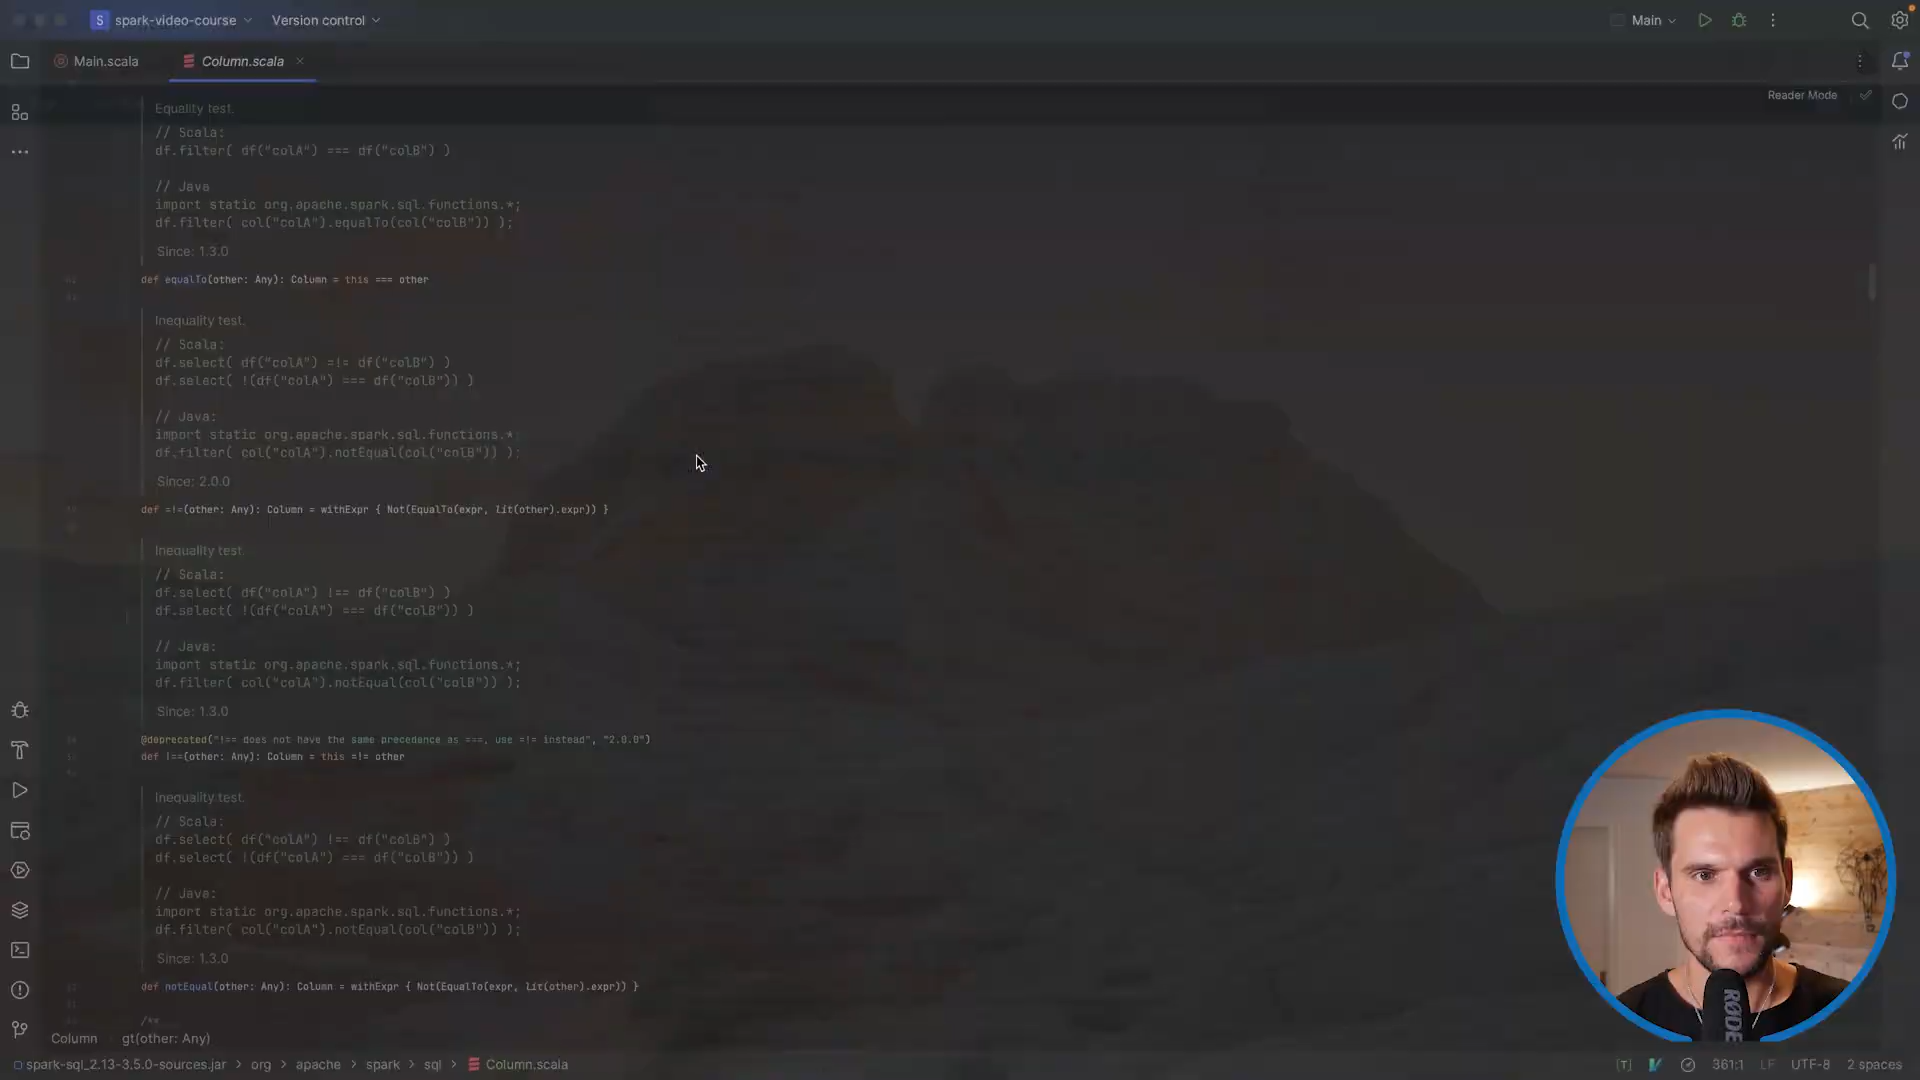 S spark-video-course Version control Main
Main.scala Column.scala
Reader Mode
Equality test.
// Scala:
df.filter( df("colA") === df("colB") )
// Java
import static org.apache.spark.sql.functions.*;
df.filter( col("colA").equalTo(col("colB")) );
Since: 1.3.0
def equalTo(other: Any): Column = this === other
Inequality test.
// Scala:
df.select( df("colA") =!= df("colB") )
df.select( !(df("colA") === df("colB")) )
// Java:
import static org.apache.spark.sql.functions.*;
df.filter( col("colA").notEqual(col("colB")) );
Since: 2.0.0
def =!=(other: Any): Column = withExpr { Not(EqualTo(expr, lit(other).expr)) }
Inequality test.
// Scala:
df.select( df("colA") !== df("colB") )
df.select( !(df("colA") === df("colB")) )
// Java:
import static org.apache.spark.sql.functions.*;
df.filter( col("colA").notEqual(col("colB")) );
Since: 1.3.0
@deprecated("!== does not have the same precedence as ===, use =!= instead", "2.0.0")
def !==(other: Any): Column = this =!= other
Inequality test.
// Scala:
df.select( df("colA") !== df("colB") )
df.select( !(df("colA") === df("colB")) )
// Java:
import static org.apache.spark.sql.functions.*;
df.filter( col("colA").notEqual(col("colB")) );
Since: 1.3.0
def notEqual(other: Any): Column = withExpr { Not(EqualTo(expr, lit(other).expr)) }
/**
Column gt(other: Any)
spark-sql_2.13-3.5.0-sources.jar > org > apache > spark > sql > Column.scala 361:1 LF UTF-8 2 spaces
RØDE